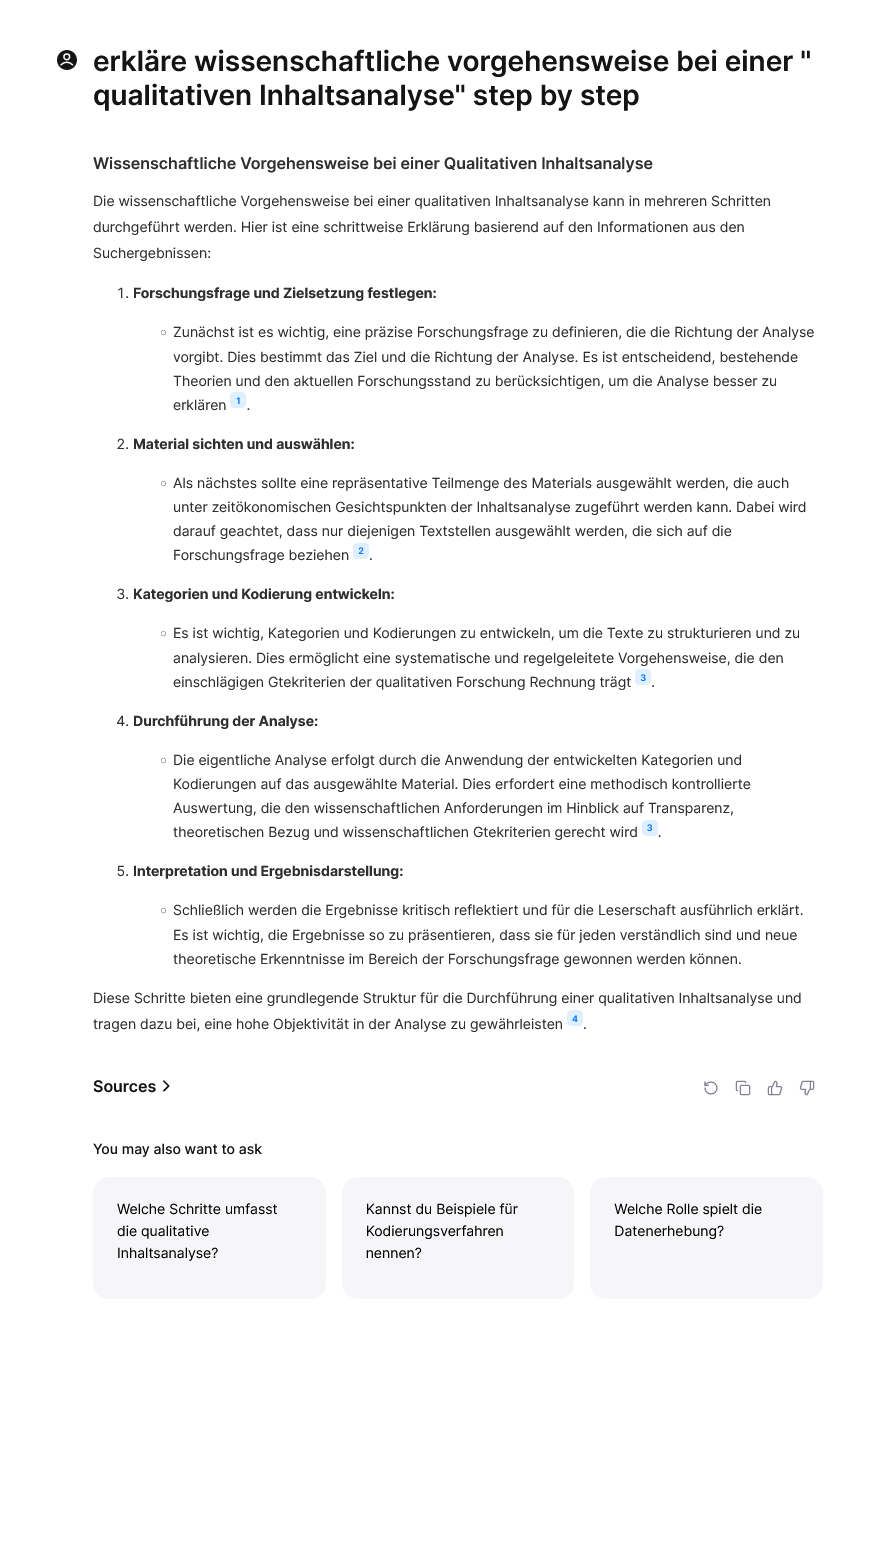 erkläre wissenschaftliche vorgehensweise bei einer "
qualitativen Inhaltsanalyse" step by step
Wissenschaftliche Vorgehensweise bei einer Qualitativen Inhaltsanalyse
Die wissenschaftliche Vorgehensweise bei einer qualitativen Inhaltsanalyse kann in mehreren Schritten
durchgeführt werden. Hier ist eine schrittweise Erklärung basierend auf den Informationen aus den
Suchergebnissen:
1. Forschungsfrage und Zielsetzung festlegen:
○ Zunächst ist es wichtig, eine präzise Forschungsfrage zu definieren, die die Richtung der Analyse
vorgibt. Dies bestimmt das Ziel und die Richtung der Analyse. Es ist entscheidend, bestehende
Theorien und den aktuellen Forschungsstand zu berücksichtigen, um die Analyse besser zu
erklären 1.
2. Material sichten und auswählen:
○ Als nächstes sollte eine repräsentative Teilmenge des Materials ausgewählt werden, die auch
unter zeitökonomischen Gesichtspunkten der Inhaltsanalyse zugeführt werden kann. Dabei wird
darauf geachtet, dass nur diejenigen Textstellen ausgewählt werden, die sich auf die
Forschungsfrage beziehen 2.
3. Kategorien und Kodierung entwickeln:
○ Es ist wichtig, Kategorien und Kodierungen zu entwickeln, um die Texte zu strukturieren und zu
analysieren. Dies ermöglicht eine systematische und regelgeleitete Vorgehensweise, die den
einschlägigen Gtekriterien der qualitativen Forschung Rechnung trägt 3.
4. Durchführung der Analyse:
○ Die eigentliche Analyse erfolgt durch die Anwendung der entwickelten Kategorien und
Kodierungen auf das ausgewählte Material. Dies erfordert eine methodisch kontrollierte
Auswertung, die den wissenschaftlichen Anforderungen im Hinblick auf Transparenz,
theoretischen Bezug und wissenschaftlichen Gtekriterien gerecht wird 3.
5. Interpretation und Ergebnisdarstellung:
○ Schließlich werden die Ergebnisse kritisch reflektiert und für die Leserschaft ausführlich erklärt.
Es ist wichtig, die Ergebnisse so zu präsentieren, dass sie für jeden verständlich sind und neue
theoretische Erkenntnisse im Bereich der Forschungsfrage gewonnen werden können.
Diese Schritte bieten eine grundlegende Struktur für die Durchführung einer qualitativen Inhaltsanalyse und
tragen dazu bei, eine hohe Objektivität in der Analyse zu gewährleisten 4.
Sources
You may also want to ask
Welche Schritte umfasst
die qualitative
Inhaltsanalyse?
Kannst du Beispiele für
Kodierungsverfahren
nennen?
Welche Rolle spielt die
Datenerhebung?